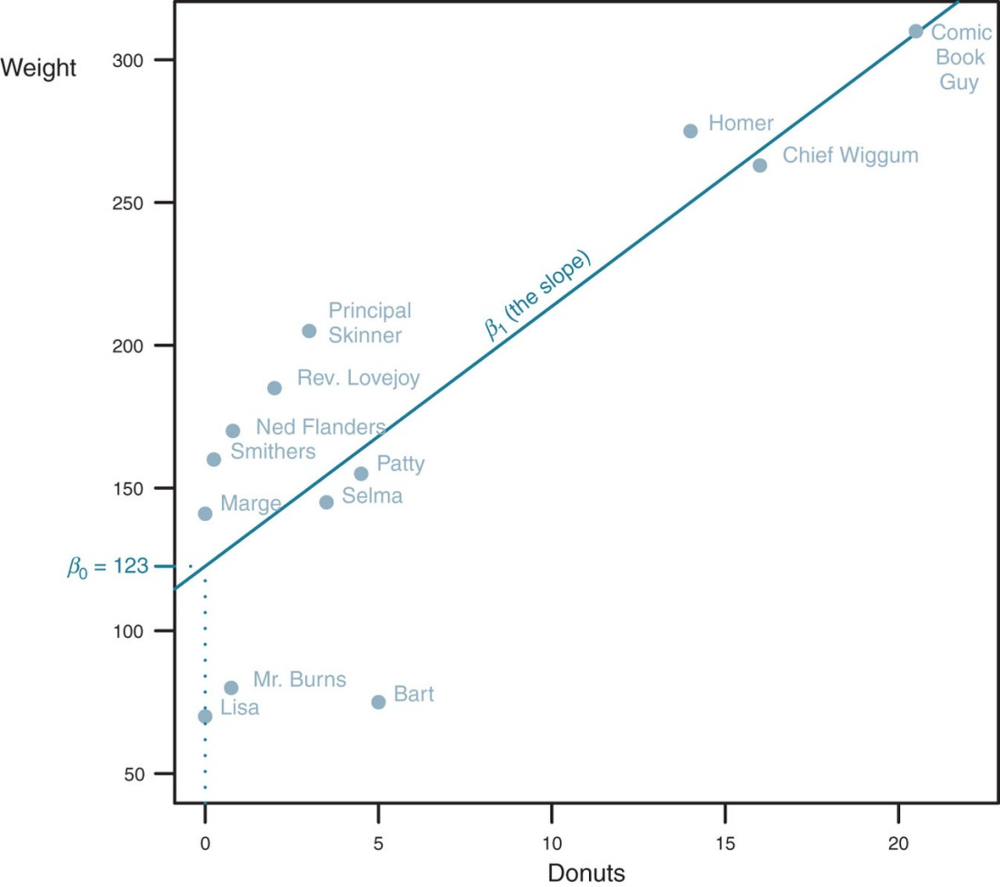 Weight
300
250
200
150
β0 = 123
100
50
Comic
Book
Guy
Homer
Chief Wiggum
β1 (the slope)
Principal
Skinner
Rev. Lovejoy
Ned Flanders
Smithers
Patty
Selma
Marge
Mr. Burns
Bart
Lisa
0
5
10
15
20
Donuts